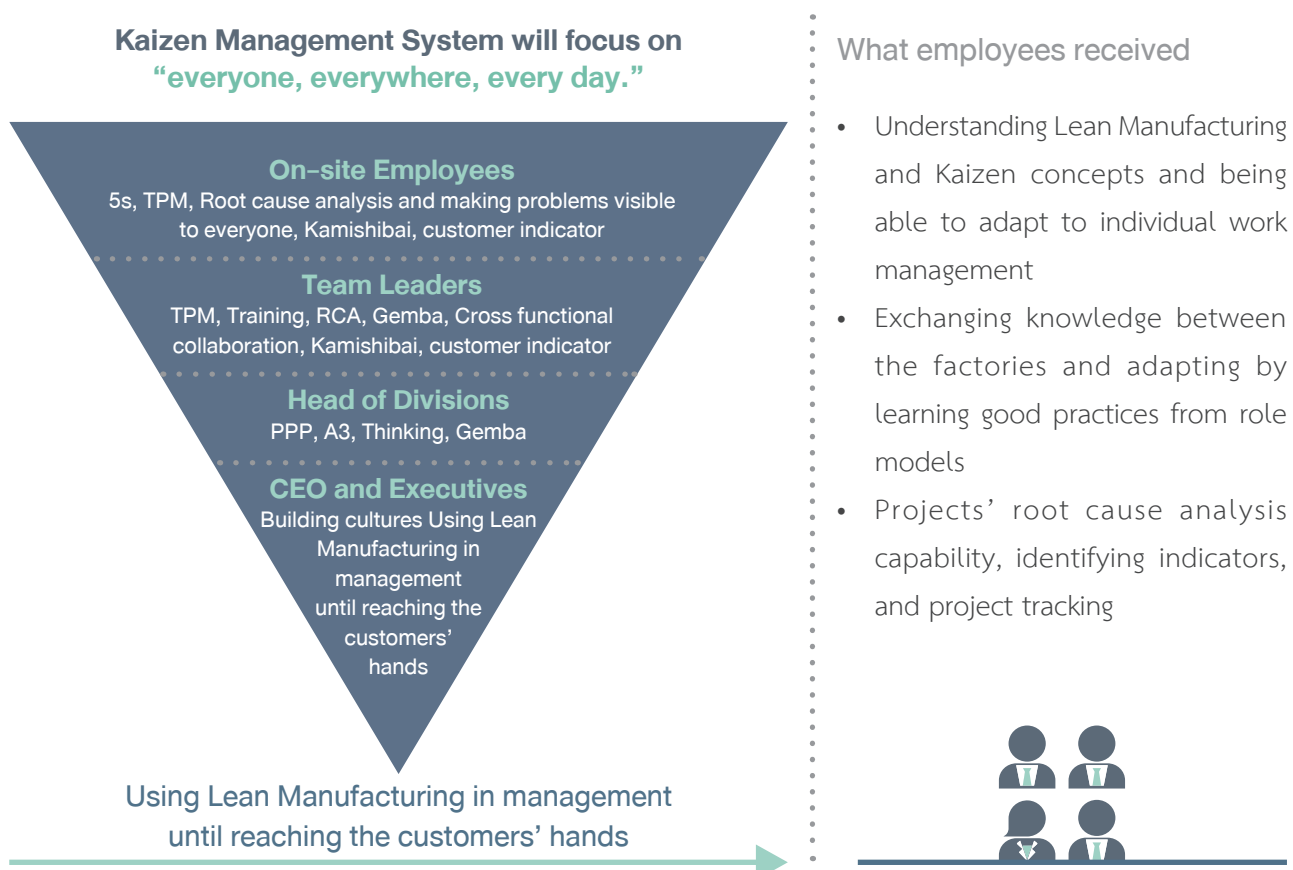 Kaizen Management System will focus on
“everyone, everywhere, every day.”
On-site Employees
5s, TPM, Root cause analysis and making problems visible
to everyone, Kamishibai, customer indicator
Team Leaders
TPM, Training, RCA, Gemba, Cross functional
collaboration, Kamishibai, customer indicator
Head of Divisions
PPP, A3, Thinking, Gemba
CEO and Executives
Building cultures Using Lean
Manufacturing in
management
until reaching the
customers’
hands
Using Lean Manufacturing in management
until reaching the customers’ hands
What employees received
• Understanding Lean Manufacturing
and Kaizen concepts and being
able to adapt to individual work
management
• Exchanging knowledge between
the factories and adapting by
learning good practices from role
models
• Projects’ root cause analysis
capability, identifying indicators,
and project tracking